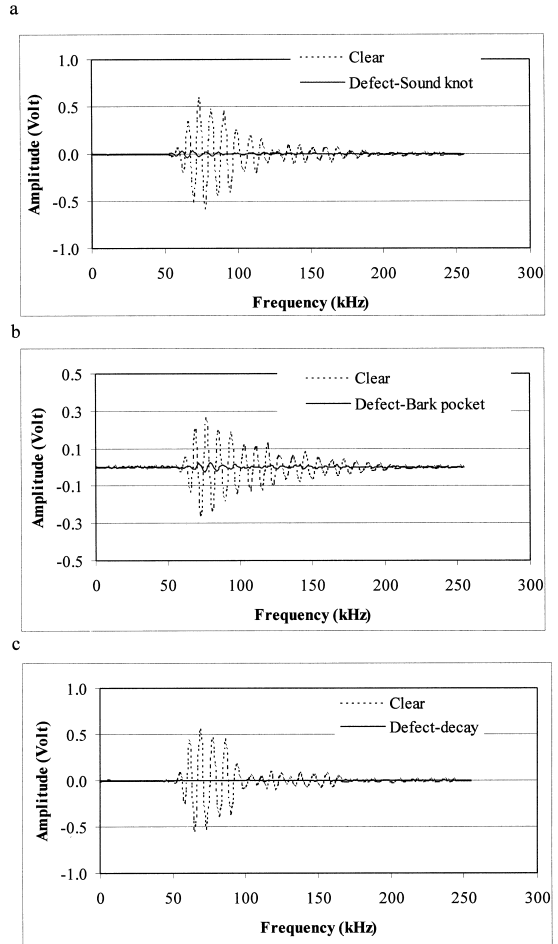 a
1.0
Clear
Defect-Sound knot
0.5
0.0
-0.5
-1.0
Amplitude (Volt)
0 50 100 150 200 250 300
Frequency (kHz)
b
0.5
Clear
0.3
Defect-Bark pocket
0.1
-0.1
-0.3
-0.5
Amplitude (Volt)
0 50 100 150 200 250 300
Frequency (kHz)
c
1.0
Clear
Defect-decay
0.5
0.0
-0.5
-1.0
Amplitude (Volt)
0 50 100 150 200 250 300
Frequency (kHz)